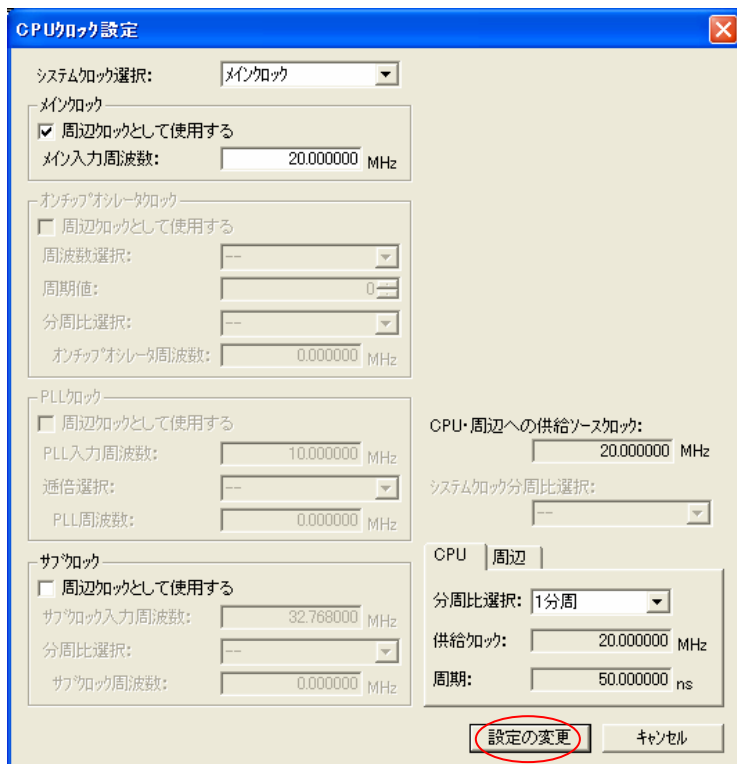 CPUｸﾛｯｸ設定
ｼｽﾃﾑｸﾛｯｸ選択: ﾒｲﾝｸﾛｯｸ
ﾒｲﾝｸﾛｯｸ
周辺ｸﾛｯｸとして使用する
ﾒｲﾝ入力周波数: 20.000000 MHz
ｵﾝﾁｯﾌﾟｵｼﾚｰﾀｸﾛｯｸ
周辺ｸﾛｯｸとして使用する
周波数選択: --
周期値: 0
分周比選択: --
ｵﾝﾁｯﾌﾟｵｼﾚｰﾀ周波数: 0.000000 MHz
PLLｸﾛｯｸ
周辺ｸﾛｯｸとして使用する
PLL入力周波数: 10.000000 MHz
逓倍選択: --
PLL周波数: 0.000000 MHz
ｻﾌﾞｸﾛｯｸ
周辺ｸﾛｯｸとして使用する
ｻﾌﾞｸﾛｯｸ入力周波数: 32.768000 MHz
分周比選択: --
ｻﾌﾞｸﾛｯｸ周波数: 0.000000 MHz
CPU･周辺への供給ｿｰｽｸﾛｯｸ:
20.000000 MHz
ｼｽﾃﾑｸﾛｯｸ分周比選択:
--
CPU 周辺
分周比選択: 1分周
供給ｸﾛｯｸ: 20.000000 MHz
周期: 50.000000 ns
設定の変更 ｷｬﾝｾﾙ